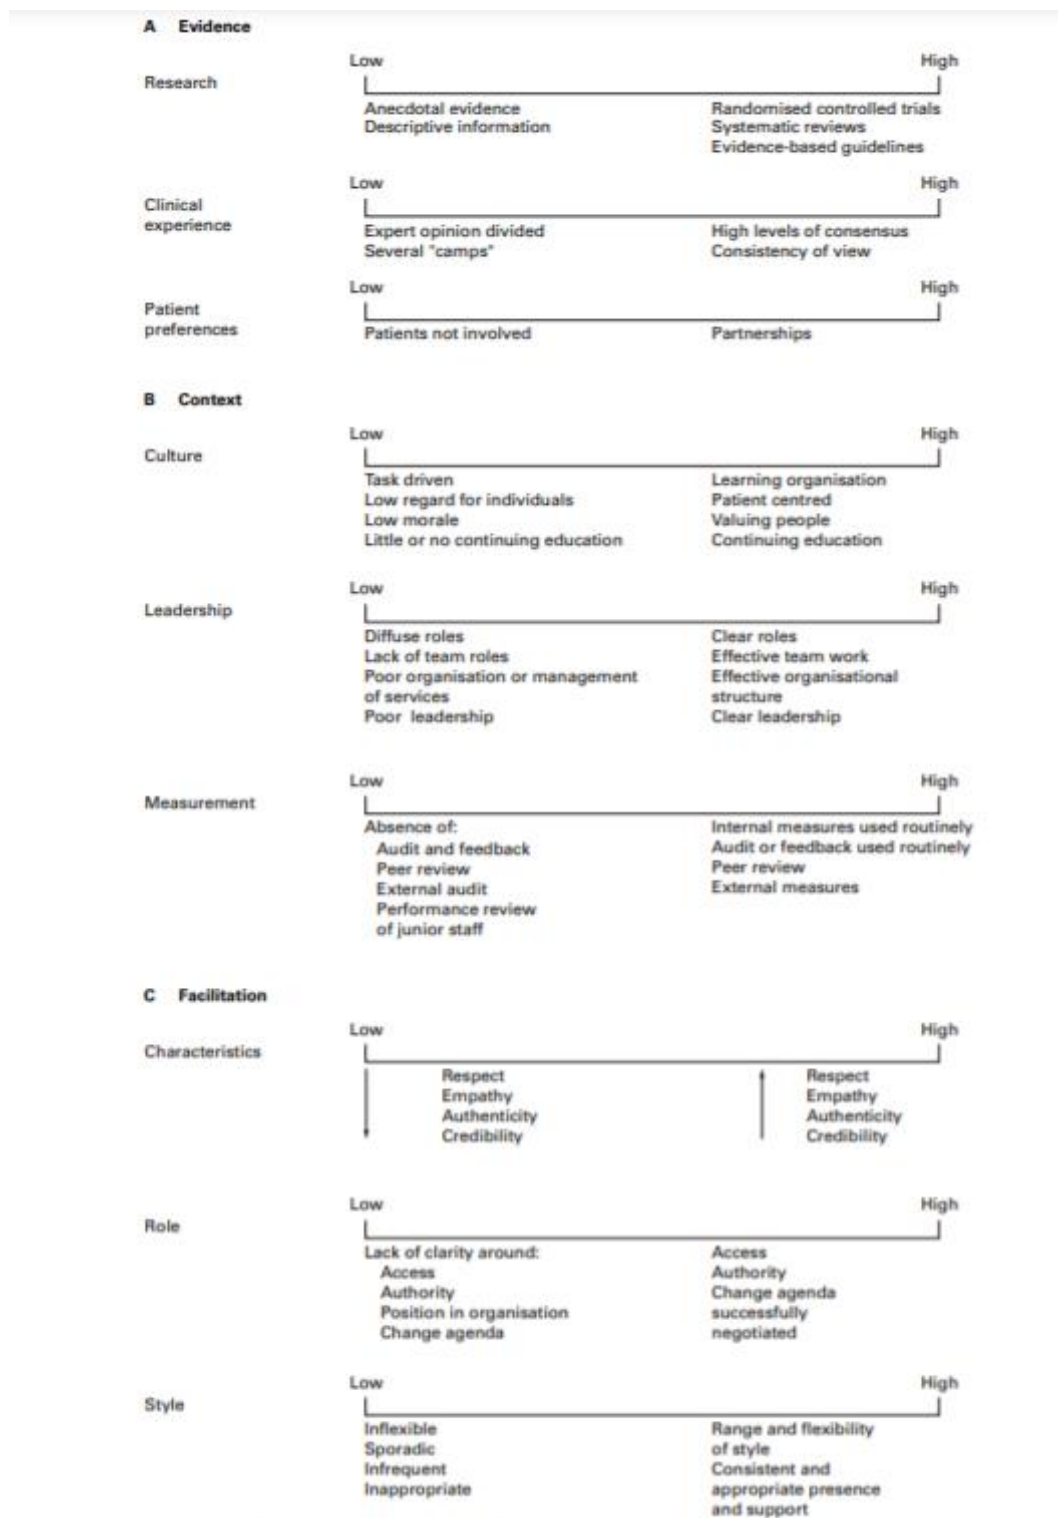 A Evidence
Low High
Research
Anecdotal evidence Randomised controlled trials
Descriptive information Systematic reviews
Evidence-based guidelines
Low High
Clinical
experience
Expert opinion divided High levels of consensus
Several "camps" Consistency of view
Low High
Patient
preferences
Patients not involved Partnerships
B Context
Low High
Culture
Task driven Learning organisation
Low regard for individuals Patient centred
Low morale Valuing people
Little or no continuing education Continuing education
Low High
Leadership
Diffuse roles Clear roles
Lack of team roles Effective team work
Poor organisation or management Effective organisational
of services structure
Poor leadership Clear leadership
Low High
Measurement
Absence of: Internal measures used routinely
Audit and feedback Audit or feedback used routinely
Peer review Peer review
External audit External measures
Performance review
of junior staff
C Facilitation
Low High
Characteristics
Respect Respect
Empathy Empathy
Authenticity Authenticity
Credibility Credibility
Low High
Role
Lack of clarity around: Access
Access Authority
Authority Change agenda
Position in organisation successfully
Change agenda negotiated
Low High
Style
Inflexible Range and flexibility
Sporadic of style
Infrequent Consistent and
Inappropriate appropriate presence
and support